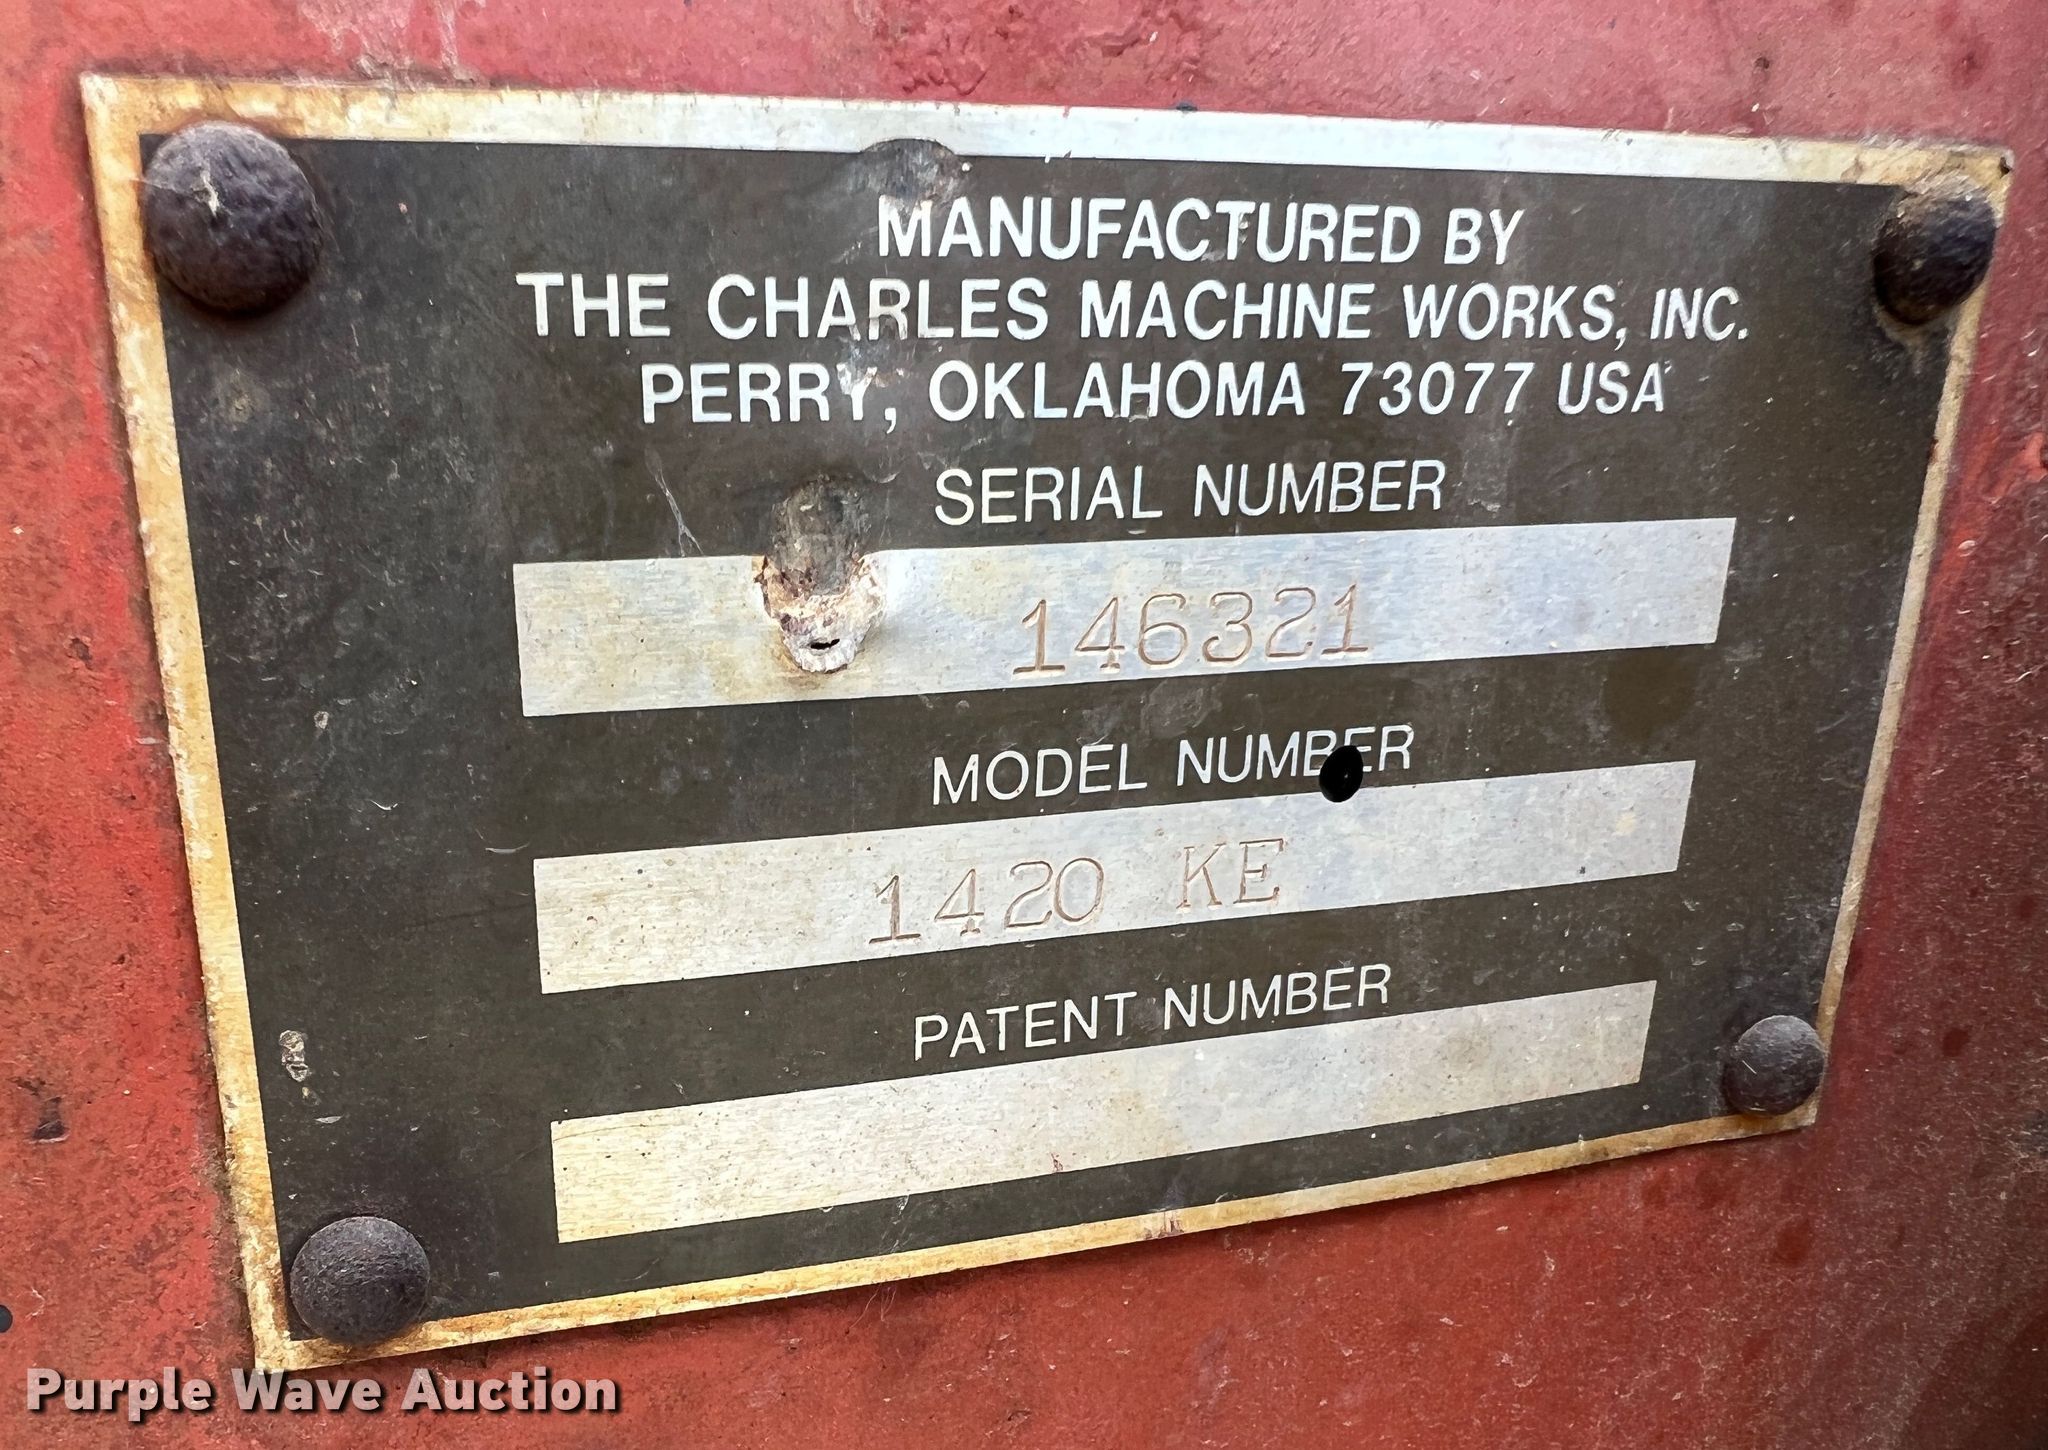 MANUFACTURED BY
THE CHARLES MACHINE WORKS, INC.
PERRY, OKLAHOMA 73077 USA
SERIAL NUMBER
146321
MODEL NUMBER
1420 KE
PATENT NUMBER
Purple Wave Auction